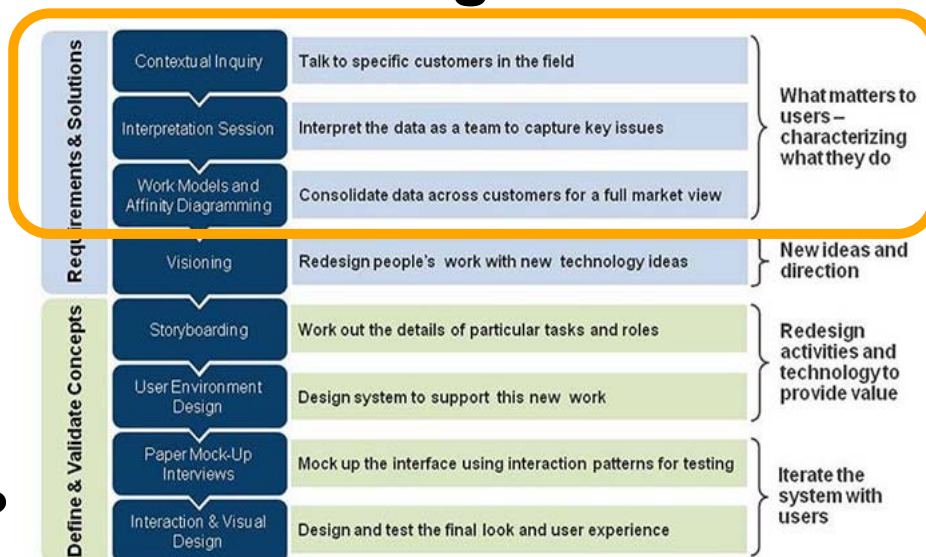 Requirements & Solutions
Contextual Inquiry
Talk to specific customers in the field
Interpretation Session
Interpret the data as a team to capture key issues
Work Models and
Affinity Diagramming
Consolidate data across customers for a full market view
What matters to
users –
characterizing
what they do
Visioning
Redesign people's work with new technology ideas
New ideas and
direction
Define & Validate Concepts
Storyboarding
Work out the details of particular tasks and roles
User Environment
Design
Design system to support this new work
Redesign
activities and
technology to
provide value
Paper Mock-Up
Interviews
Mock up the interface using interaction patterns for testing
Interaction & Visual
Design
Design and test the final look and user experience
Iterate the
system with
users